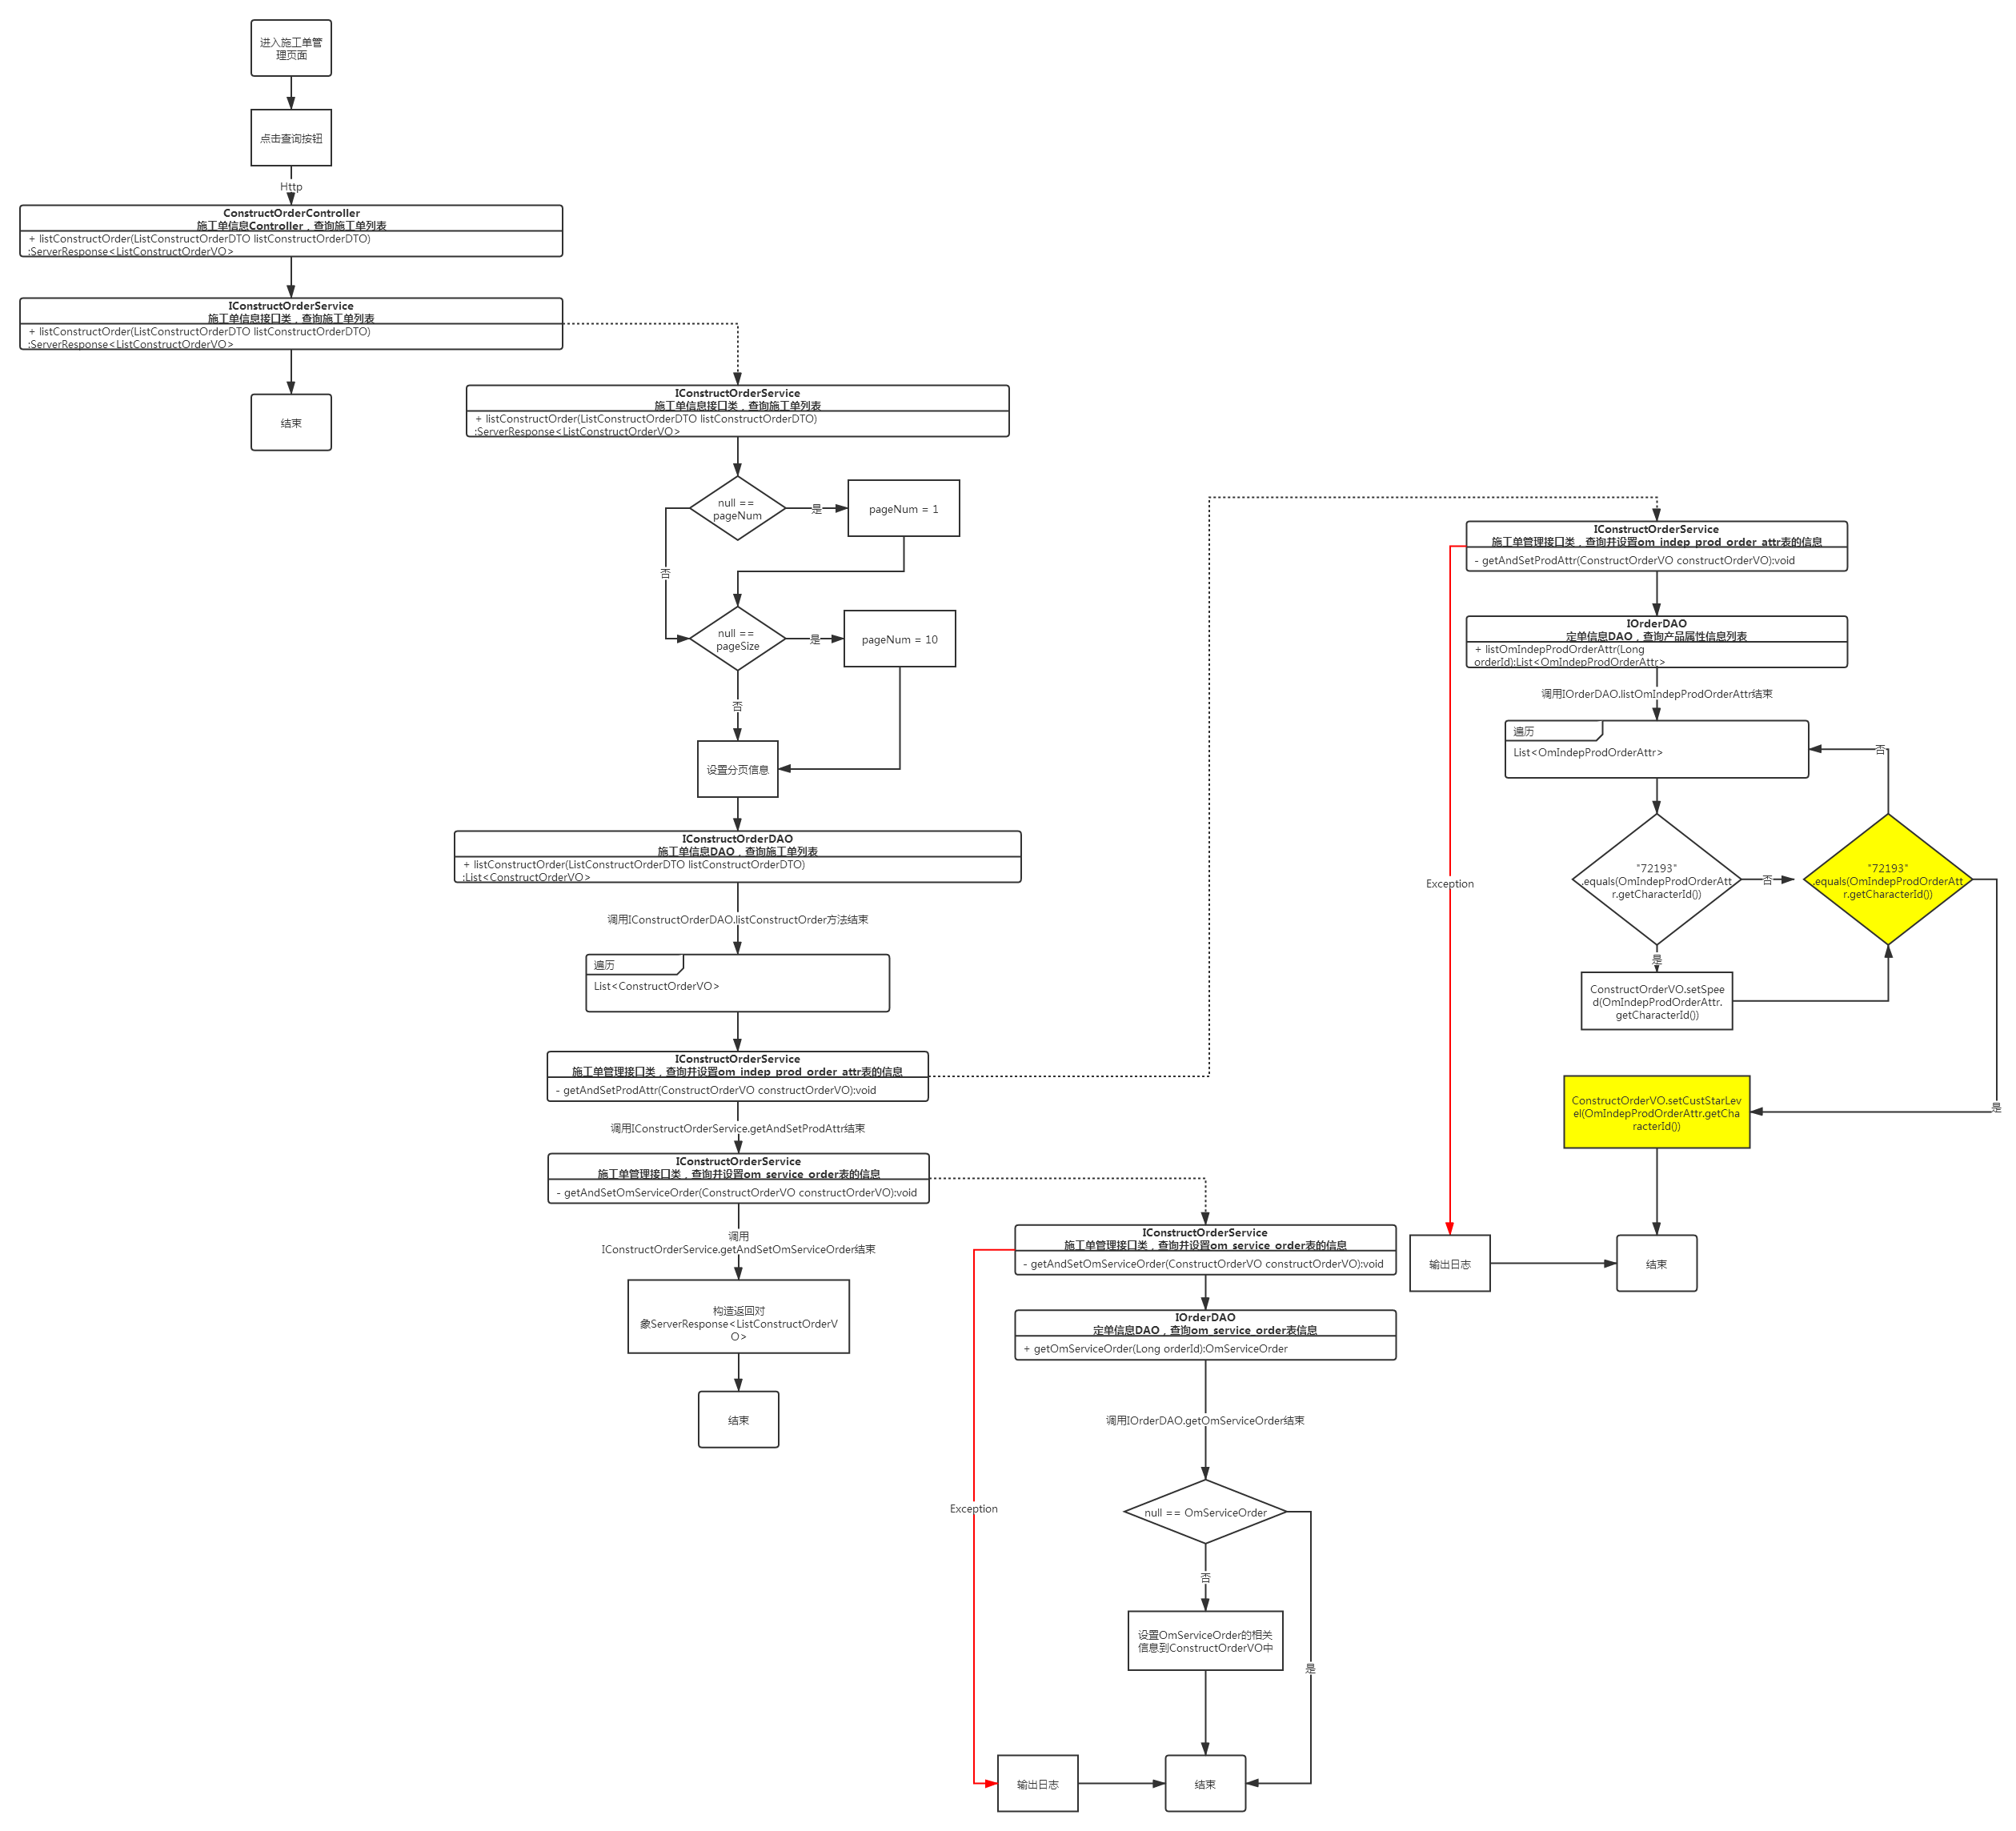 进入施工单管
理页面
点击查询按钮
Http
ConstructOrderController
施工单信息Controller，查询施工单列表
+ listConstructOrder(ListConstructOrderDTO listConstructOrderDTO)
:ServerResponse<ListConstructOrderVO>
IConstructOrderService
施工单信息接口类，查询施工单列表
+ listConstructOrder(ListConstructOrderDTO listConstructOrderDTO)
:ServerResponse<ListConstructOrderVO>
结束
IConstructOrderService
施工单信息接口类，查询施工单列表
+ listConstructOrder(ListConstructOrderDTO listConstructOrderDTO)
:ServerResponse<ListConstructOrderVO>
null ==
pageNum
是
pageNum = 1
否
null ==
pageSize
是
pageNum = 10
否
设置分页信息
IConstructOrderDAO
施工单信息DAO，查询施工单列表
+ listConstructOrder(ListConstructOrderDTO listConstructOrderDTO)
:List<ConstructOrderVO>
调用IConstructOrderDAO.listConstructOrder方法结束
遍历
List<ConstructOrderVO>
IConstructOrderService
施工单管理接口类，查询并设置om_indep_prod_order_attr表的信息
- getAndSetProdAttr(ConstructOrderVO constructOrderVO):void
调用IConstructOrderService.getAndSetProdAttr结束
IConstructOrderService
施工单管理接口类，查询并设置om_service_order表的信息
- getAndSetOmServiceOrder(ConstructOrderVO constructOrderVO):void
调用
IConstructOrderService.getAndSetOmServiceOrder结束
构造返回对
象ServerResponse<ListConstructOrderV
O>
结束
IConstructOrderService
施工单管理接口类，查询并设置om_service_order表的信息
- getAndSetOmServiceOrder(ConstructOrderVO constructOrderVO):void
IOrderDAO
定单信息DAO，查询om_service_order表信息
+ getOmServiceOrder(Long orderId):OmServiceOrder
调用IOrderDAO.getOmServiceOrder结束
Exception
null == OmServiceOrder
否
设置OmServiceOrder的相关
信息到ConstructOrderVO中
是
输出日志
结束
IConstructOrderService
施工单管理接口类，查询并设置om_indep_prod_order_attr表的信息
- getAndSetProdAttr(ConstructOrderVO constructOrderVO):void
IOrderDAO
定单信息DAO，查询产品属性信息列表
+ listOmIndepProdOrderAttr(Long
orderId):List<OmIndepProdOrderAttr>
调用IOrderDAO.listOmIndepProdOrderAttr结束
遍历
List<OmIndepProdOrderAttr>
否
"72193"
.equals(OmIndepProdOrderAtt
r.getCharacterId())
否
"72193"
.equals(OmIndepProdOrderAtt
r.getCharacterId())
Exception
是
ConstructOrderVO.setSpee
d(OmIndepProdOrderAttr.
getCharacterId())
是
ConstructOrderVO.setCustStarLev
el(OmIndepProdOrderAttr.getCha
racterId())
输出日志
结束